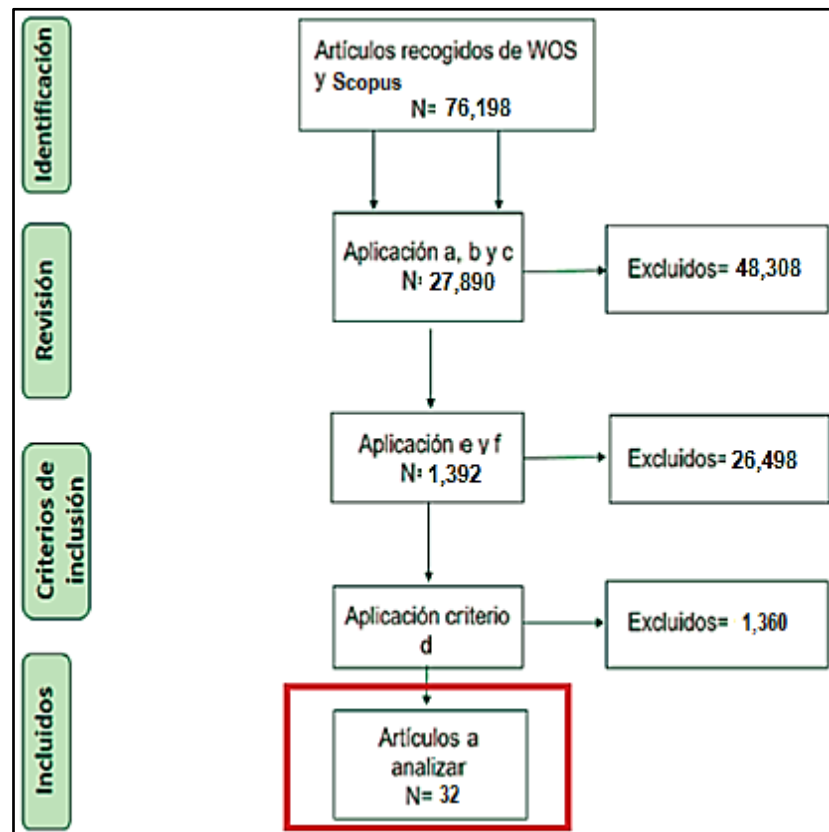 Identificación
Artículos recogidos de WOS
y Scopus
N= 76,198
Revisión
Aplicación a, b y c
N= 27,890
Excluidos= 48,308
Criterios de
inclusión
Aplicación e y f
N= 1,392
Excluidos= 26,498
Aplicación criterio
d
Excluidos= 1,360
Incluidos
Artículos a
analizar
N= 32